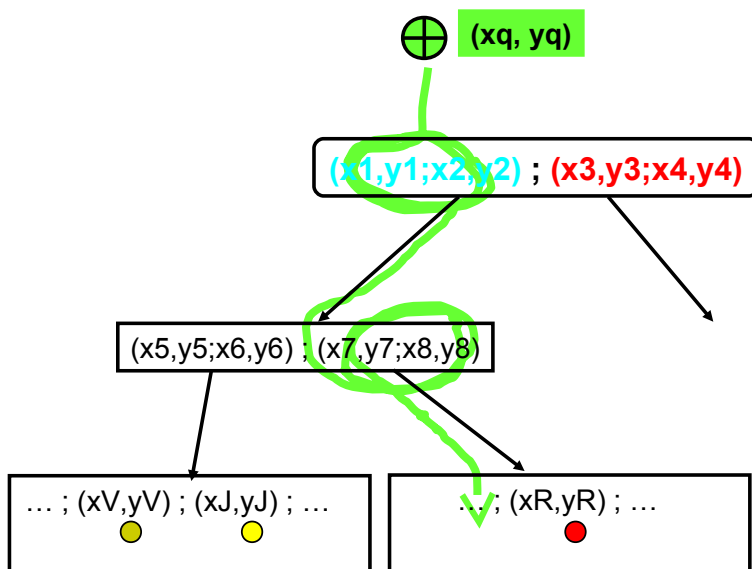 (xq, yq)
(x1,y1;x2,y2) ; (x3,y3;x4,y4)
(x5,y5;x6,y6) ; (x7,y7;x8,y8)
… ; (xV,yV) ; (xJ,yJ) ; …
… ; (xR,yR) ; …